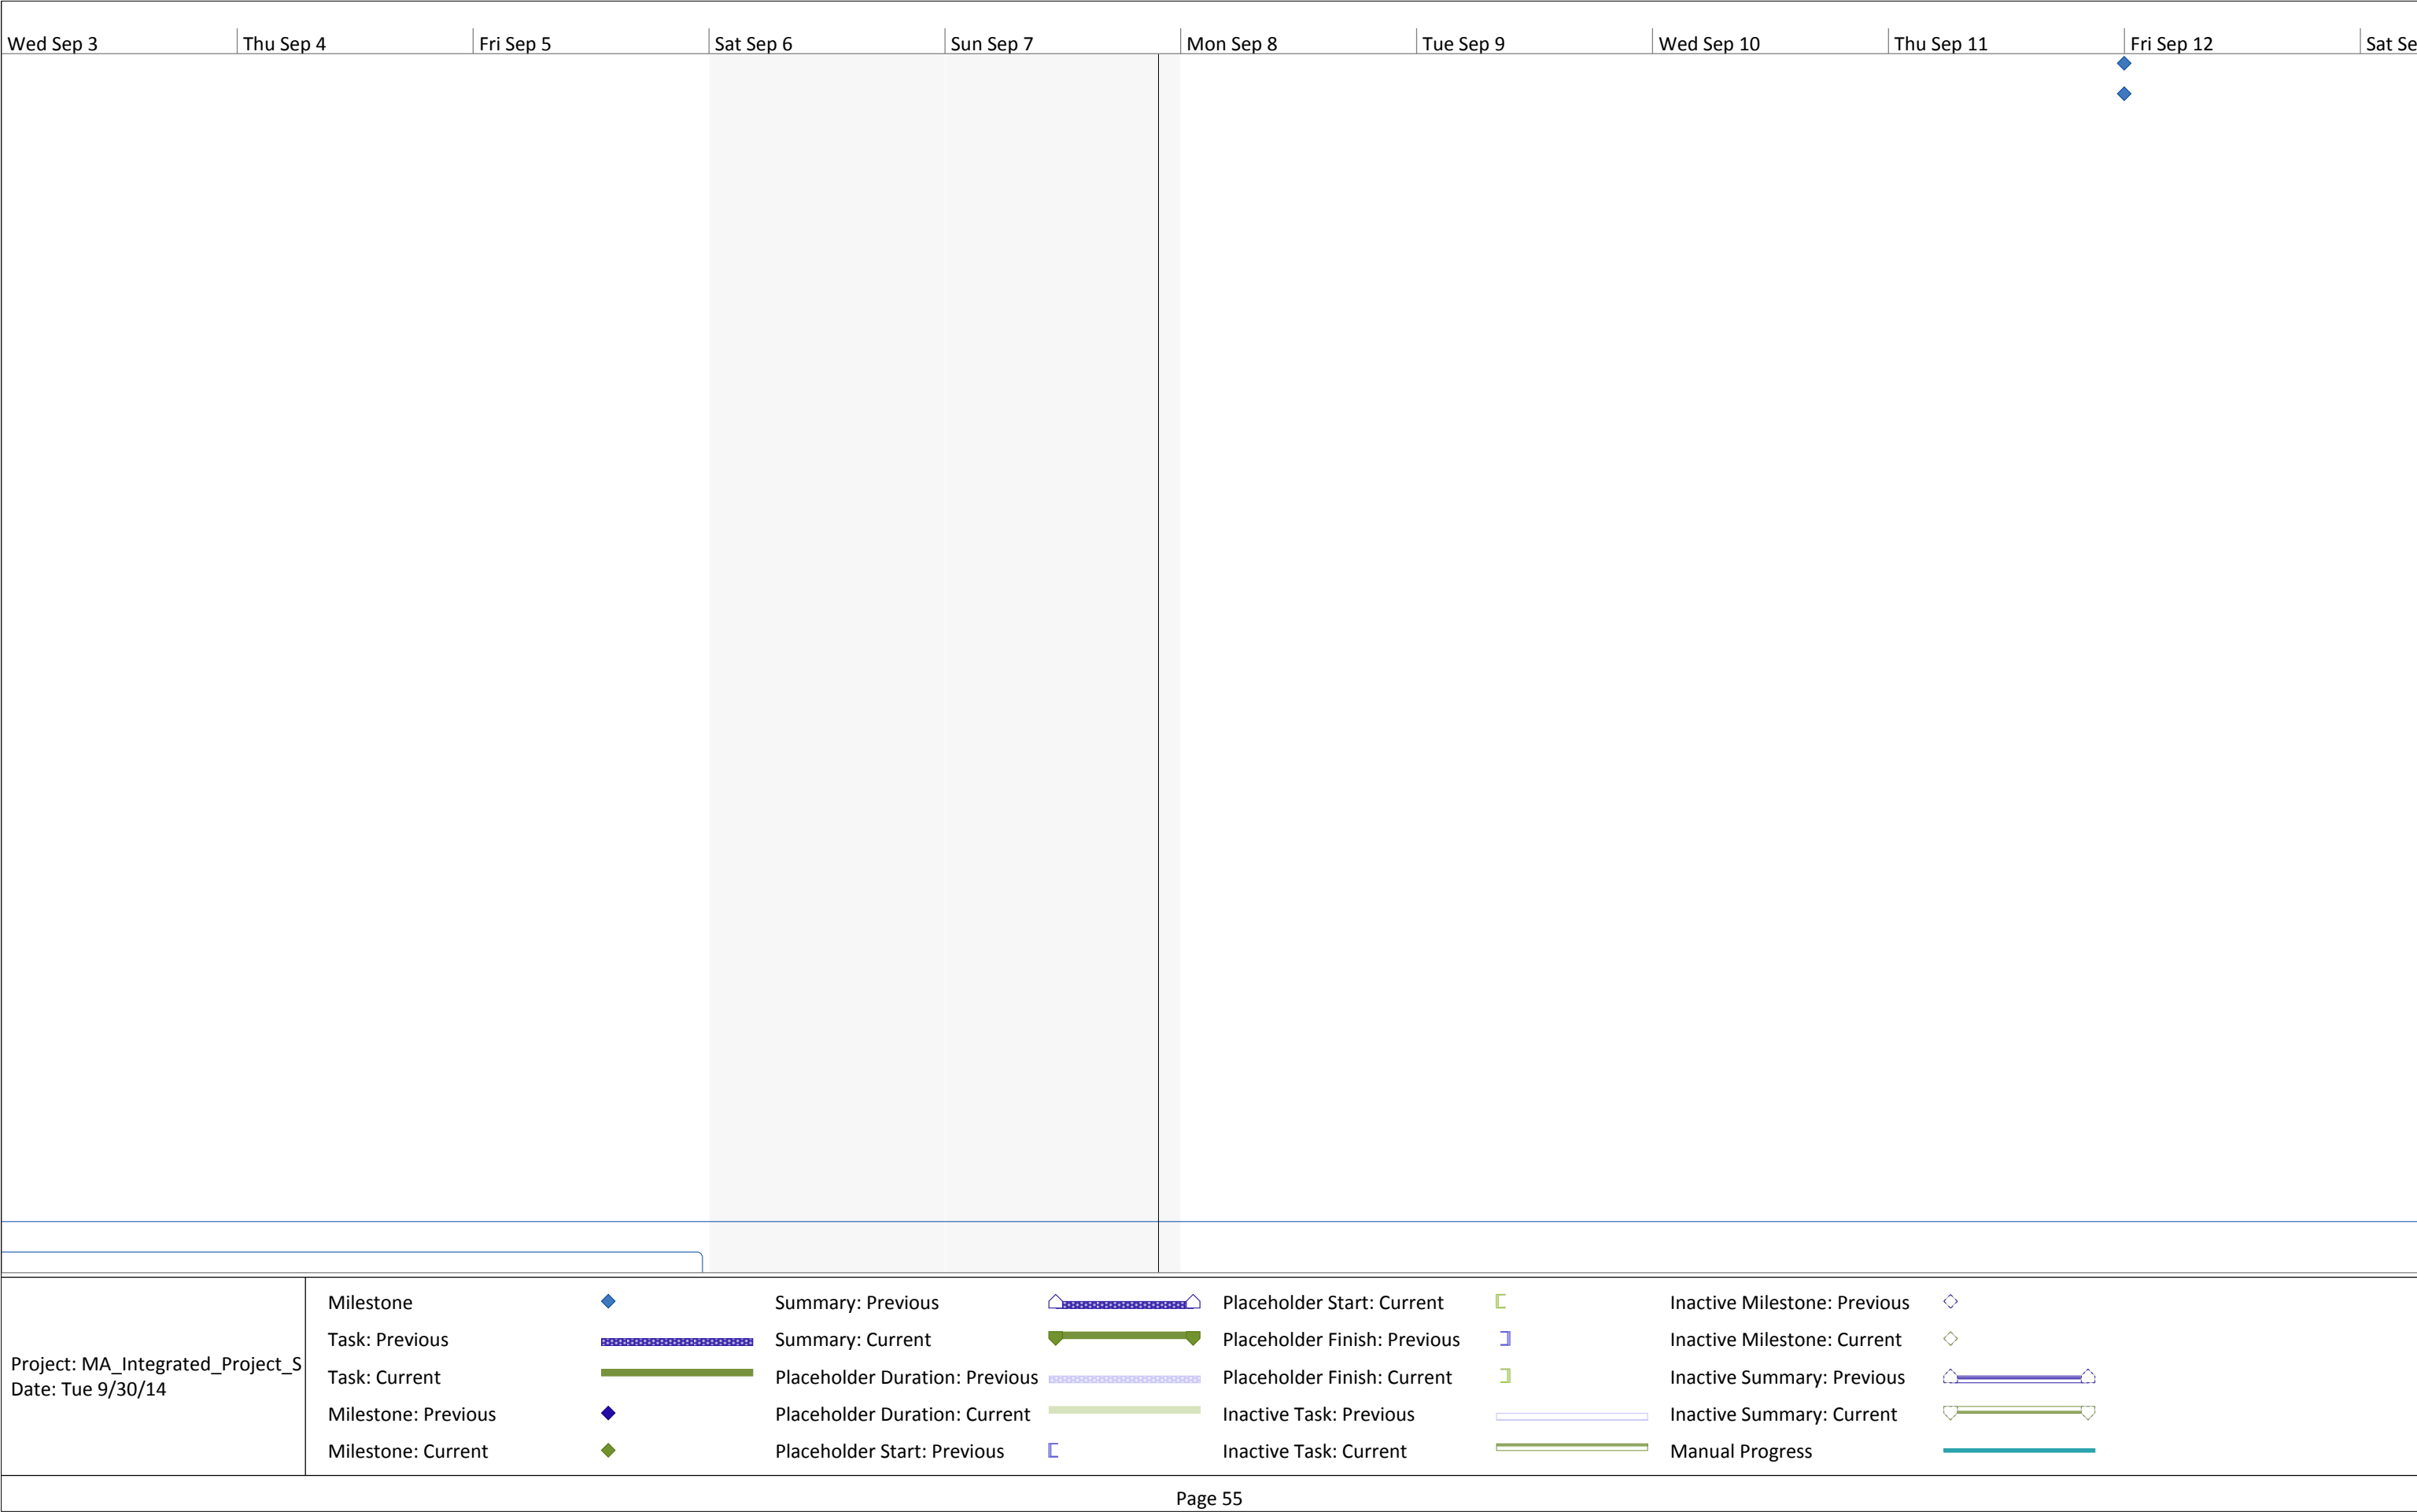 Wed Sep 3 Thu Sep 4 Fri Sep 5 Sat Sep 6 Sun Sep 7 Mon Sep 8 Tue Sep 9 Wed Sep 10 Thu Sep 11 Fri Sep 12 Sat Se
Project: MA_Integrated_Project_S
Date: Tue 9/30/14
Milestone
Task: Previous
Task: Current
Milestone: Previous
Milestone: Current
Summary: Previous
Summary: Current
Placeholder Duration: Previous
Placeholder Duration: Current
Placeholder Start: Previous
Placeholder Start: Current
Placeholder Finish: Previous
Placeholder Finish: Current
Inactive Task: Previous
Inactive Task: Current
Inactive Milestone: Previous
Inactive Milestone: Current
Inactive Summary: Previous
Inactive Summary: Current
Manual Progress
Page 55